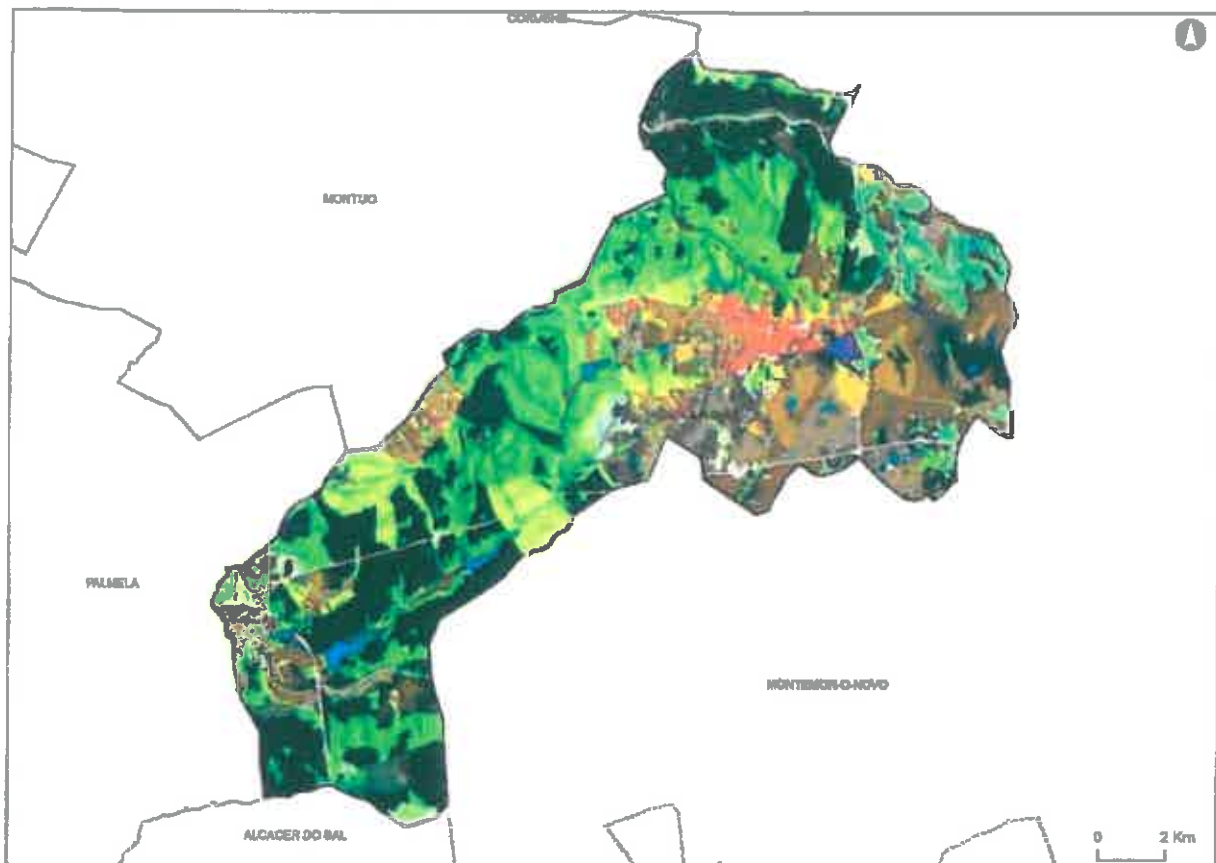 CORUCHE
MONTIJO
PALMELA
MONTEMOR-O-NOVO
ALCACER DO SAL
0 2 Km